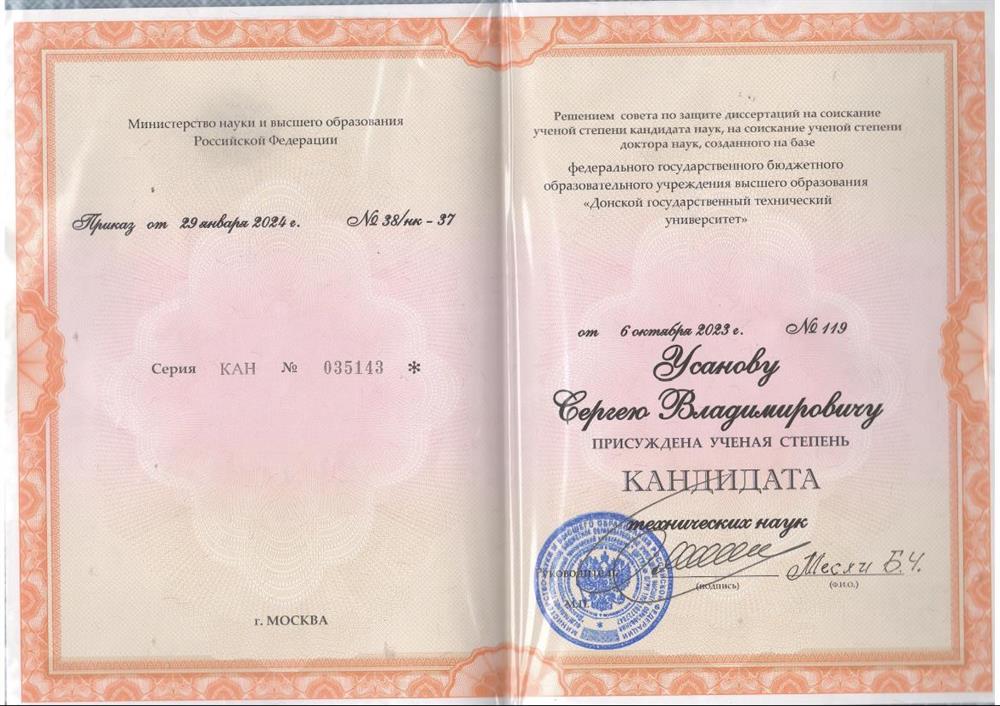 Министерство науки и высшего образования
Российской Федерации
Приказ от 29 января 2024 г. № 38/нк - 37
Серия КАН № 035143 *
г. МОСКВА
Решением совета по защите диссертаций на соискание
ученой степени кандидата наук, на соискание ученой степени
доктора наук, созданного на базе
федерального государственного бюджетного
образовательного учреждения высшего образования
«Донской государственный технический
университет»
от 6 октября 2023 г. № 119
Усанову
Сергею Владимировичу
ПРИСУЖДЕНА УЧЕНАЯ СТЕПЕНЬ
КАНДИДАТА
технических наук
Руководитель Месхи Б.Ч.
(подпись) (Ф.И.О.)
М.П.